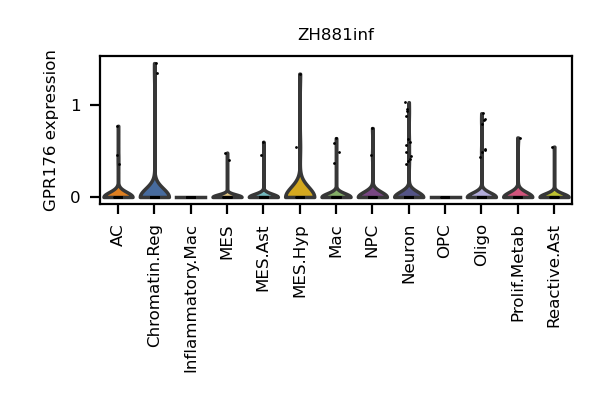 ZH881inf
GPR176 expression
1
0
AC
Chromatin.Reg
Inflammatory.Mac
MES
MES.Ast
MES.Hyp
Mac
NPC
Neuron
OPC
Oligo
Prolif.Metab
Reactive.Ast